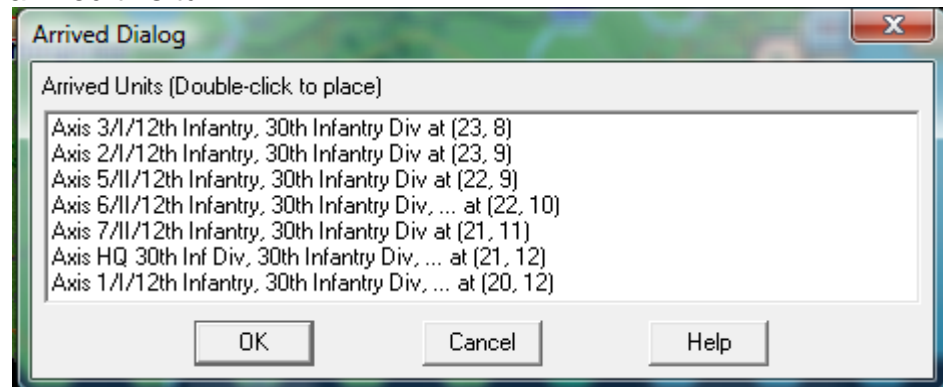 Arrived Dialog
X
Arrived Units (Double-click to place)
Axis 3/I/12th Infantry, 30th Infantry Div at (23, 8)
Axis 2/I/12th Infantry, 30th Infantry Div at (23, 9)
Axis 5/II/12th Infantry, 30th Infantry Div at (22, 9)
Axis 6/II/12th Infantry, 30th Infantry Div, ... at (22, 10)
Axis 7/II/12th Infantry, 30th Infantry Div at (21, 11)
Axis HQ 30th Inf Div, 30th Infantry Div, ... at (21, 12)
Axis 1/I/12th Infantry, 30th Infantry Div, ... at (20, 12)
OK Cancel Help